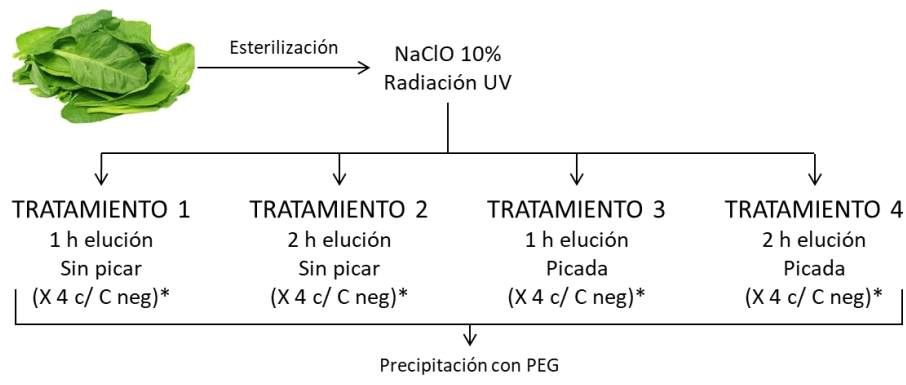 Esterilización
NaClO 10%
Radiación UV
TRATAMIENTO 1
1 h elución
Sin picar
(X 4 c/ C neg)*
TRATAMIENTO 2
2 h elución
Sin picar
(X 4 c/ C neg)*
TRATAMIENTO 3
1 h elución
Picada
(X 4 c/ C neg)*
TRATAMIENTO 4
2 h elución
Picada
(X 4 c/ C neg)*
Precipitación con PEG